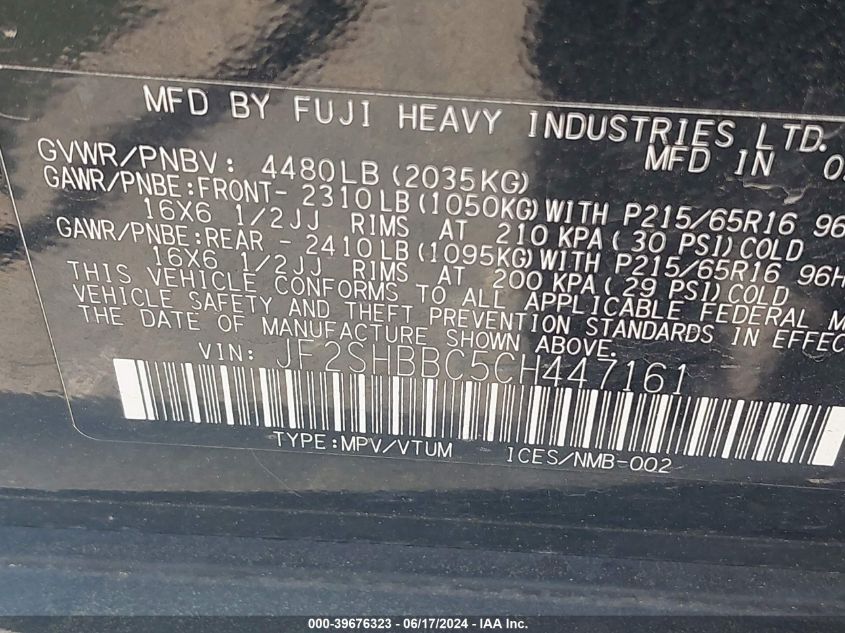 MFD BY FUJI HEAVY INDUSTRIES LTD.
MFD IN
GVWR/PNBV: 4480LB (2035KG)
GAWR/PNBE:FRONT- 2310LB(1050KG)WITH P215/65R16
16X6 1/2JJ RIMS AT 210 KPA( 30 PSI)COLD
GAWR/PNBE:REAR - 2410LB(1095KG)WITH P215/65R16 96H
16X6 1/2JJ RIMS AT 200 KPA( 29 PSI)COLD
THIS VEHICLE CONFORMS TO ALL APPLICABLE FEDERAL
VEHICLE SAFETY AND THEFT PREVENTION STANDARDS IN EFFECT
THE DATE OF MANUFACTURE SHOWN ABOVE.
VIN: JF2SHBBC5CH447161
TYPE:MPV/VTUM ICES/NMB-002
000-39676323 - 06/17/2024 - IAA Inc.